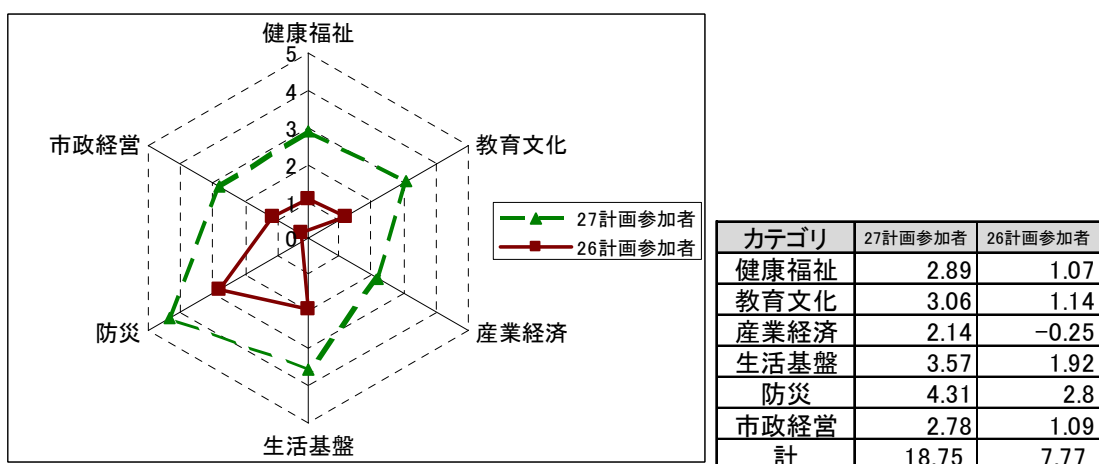 健康福祉
5
4
3
2
1
0
市政経営
教育文化
防災
産業経済
生活基盤
27計画参加者
26計画参加者
カテゴリ 27計画参加者 26計画参加者
健康福祉 2.89 1.07
教育文化 3.06 1.14
産業経済 2.14 -0.25
生活基盤 3.57 1.92
防災 4.31 2.8
市政経営 2.78 1.09
計 18.75 7.77